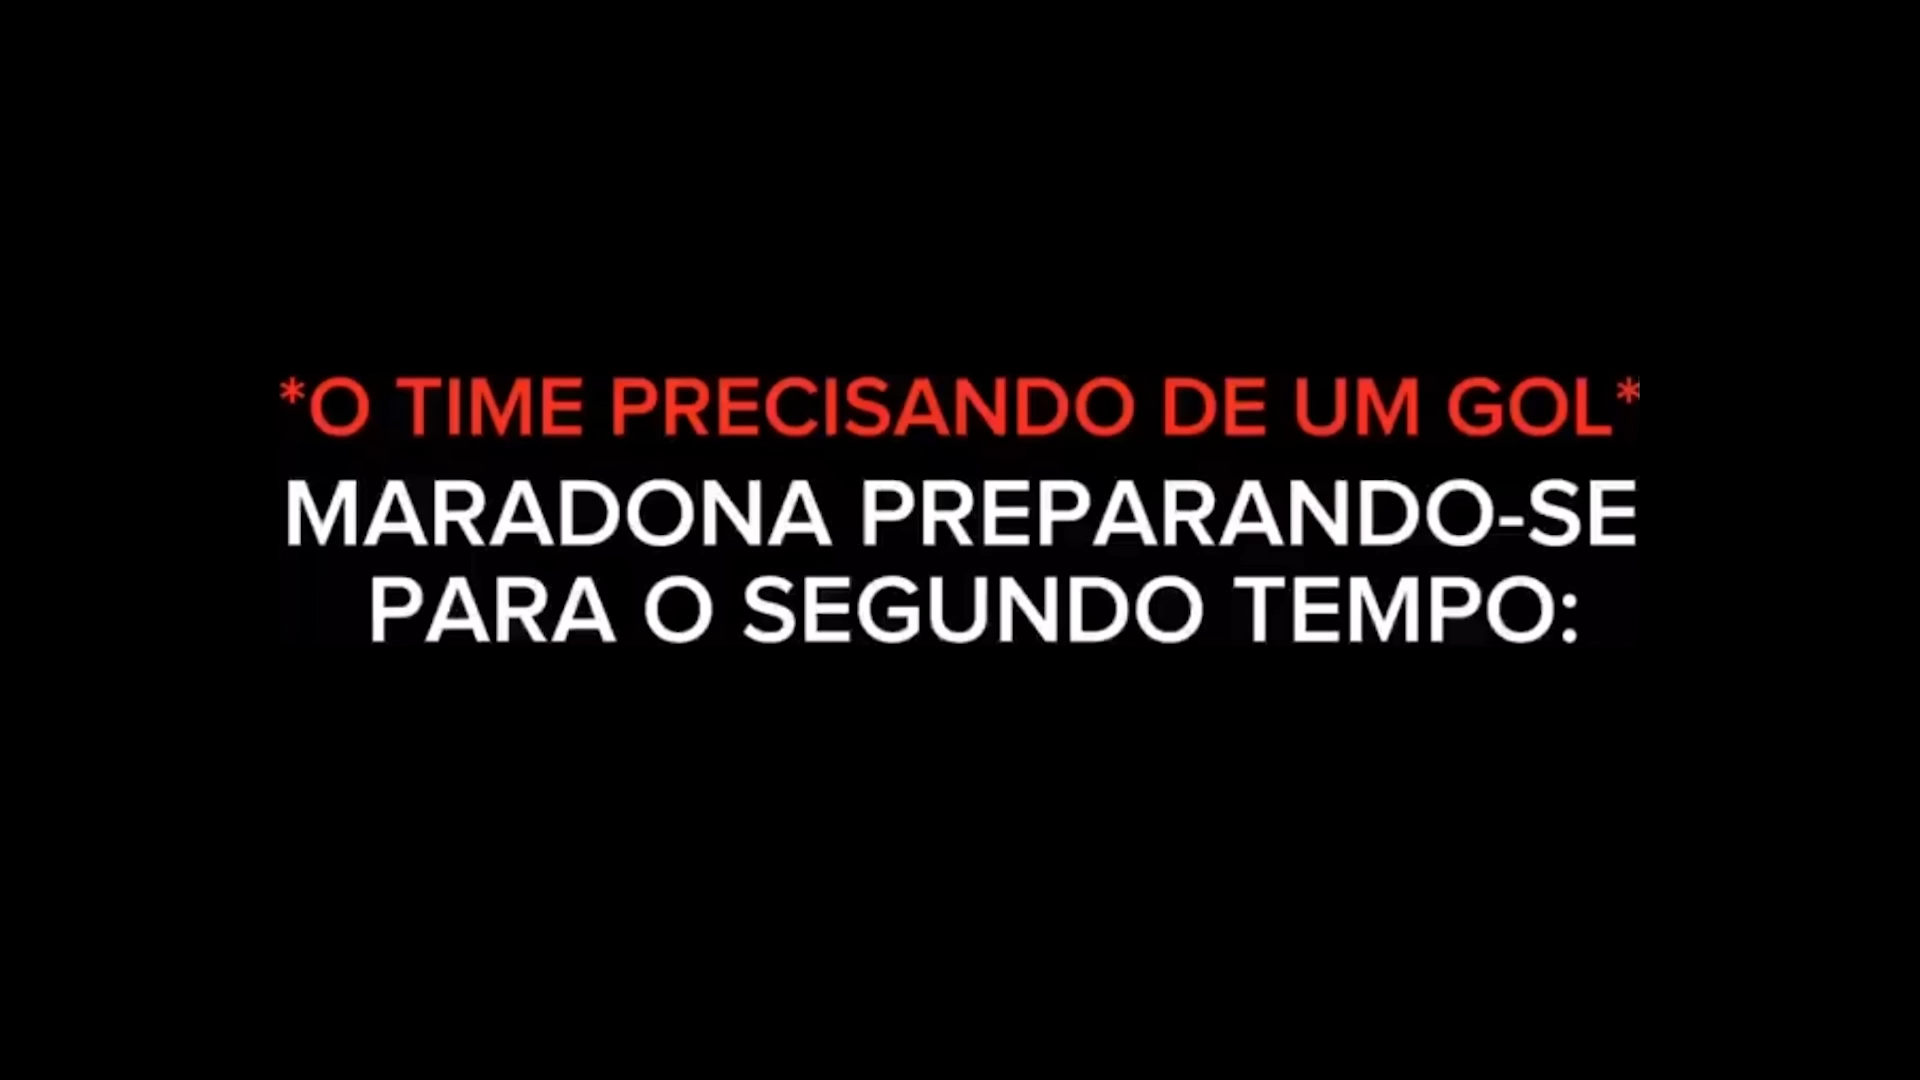 *O TIME PRECISANDO DE UM GOL*
MARADONA PREPARANDO-SE
PARA O SEGUNDO TEMPO: